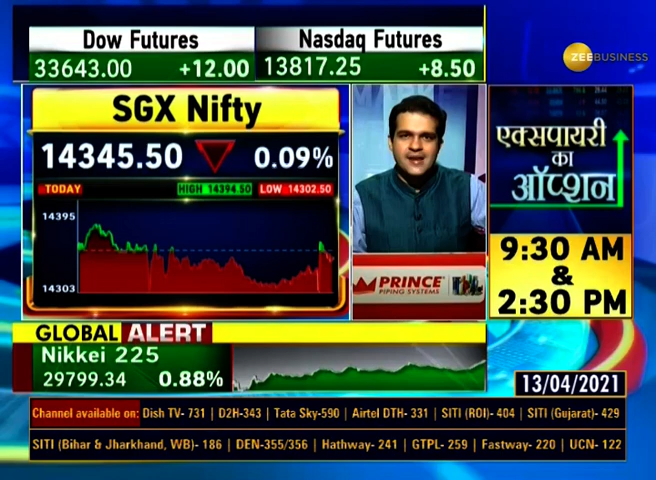 Dow Futures
33643.00 +12.00
Nasdaq Futures
13817.25 +8.50
ZEEBUSINESS
SGX Nifty
14345.50 0.09%
TODAY HIGH 14394.50 LOW 14302.50
14395
14303
PRINCE
PIPING SYSTEMS
एक्सपायरी
का
ऑप्शन
9:30 AM
&
2:30 PM
GLOBAL ALERT
Nikkei 225
29799.34 0.88%
13/04/2021
Channel available on: Dish TV- 731 | D2H-343 | Tata Sky-590 | Airtel DTH- 331 | SITI (ROI)- 404 | SITI (Gujarat)- 429
SITI (Bihar & Jharkhand, WB)- 186 | DEN-355/356 | Hathway- 241 | GTPL- 259 | Fastway- 220 | UCN- 122